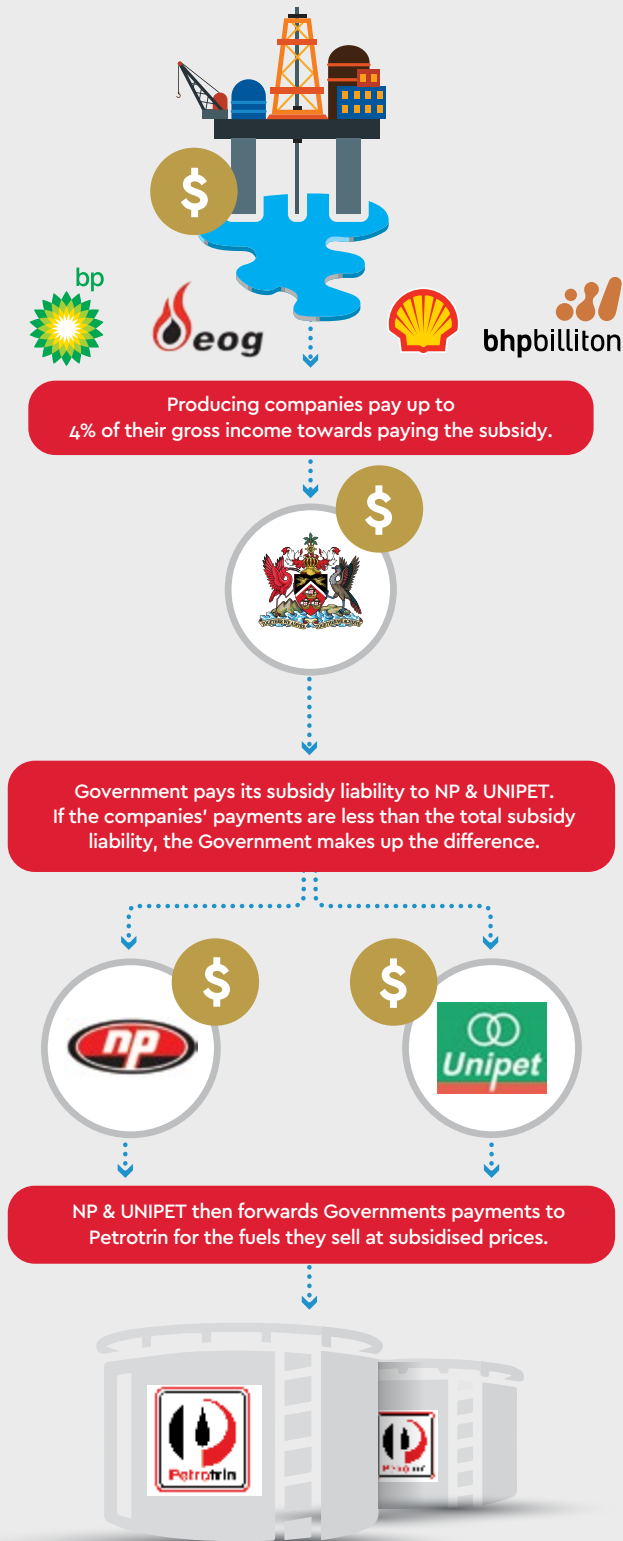 $
bp
eog
bhpbilliton
Producing companies pay up to
4% of their gross income towards paying the subsidy.
$
Government pays its subsidy liability to NP & UNIPET.
If the companies' payments are less than the total subsidy
liability, the Government makes up the difference.
$
$
np
Unipet
NP & UNIPET then forwards Governments payments to
Petrotrin for the fuels they sell at subsidised prices.
Petrotrin